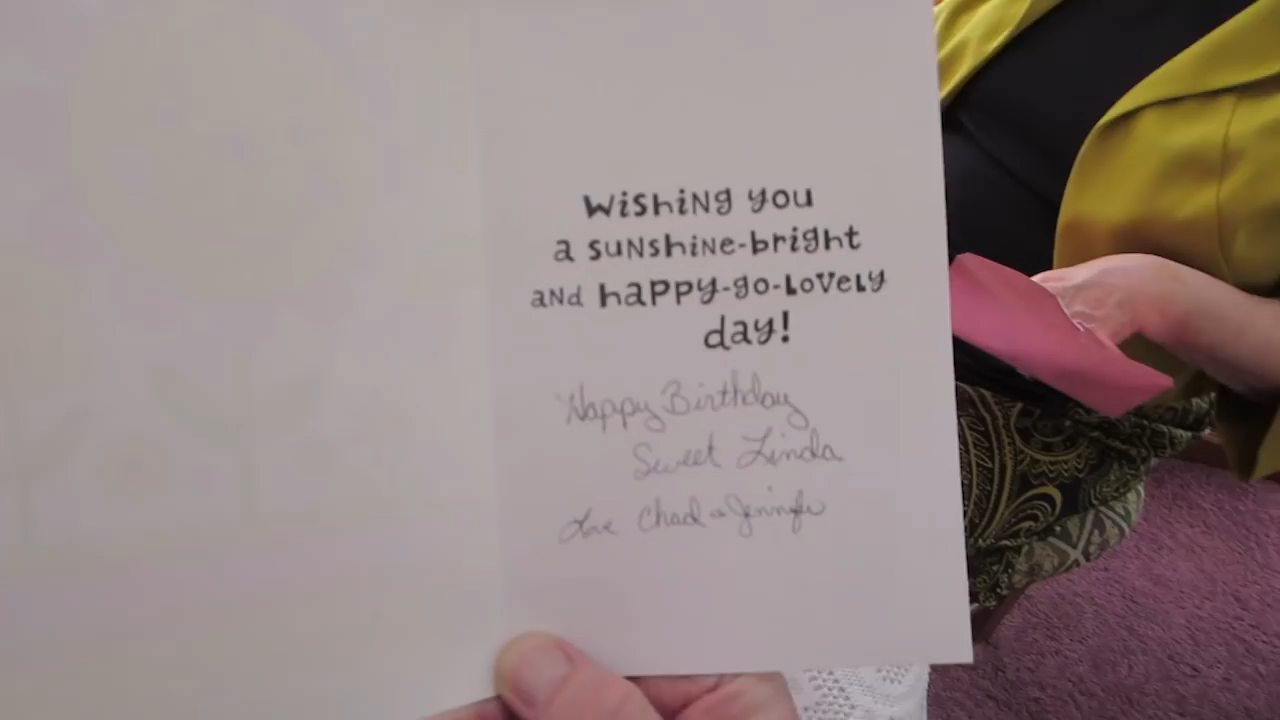 Wishing you
a sunshine-bright
and happy-go-lovely
day!
Happy Birthday
Sweet Linda
Love Chad & Jennifer